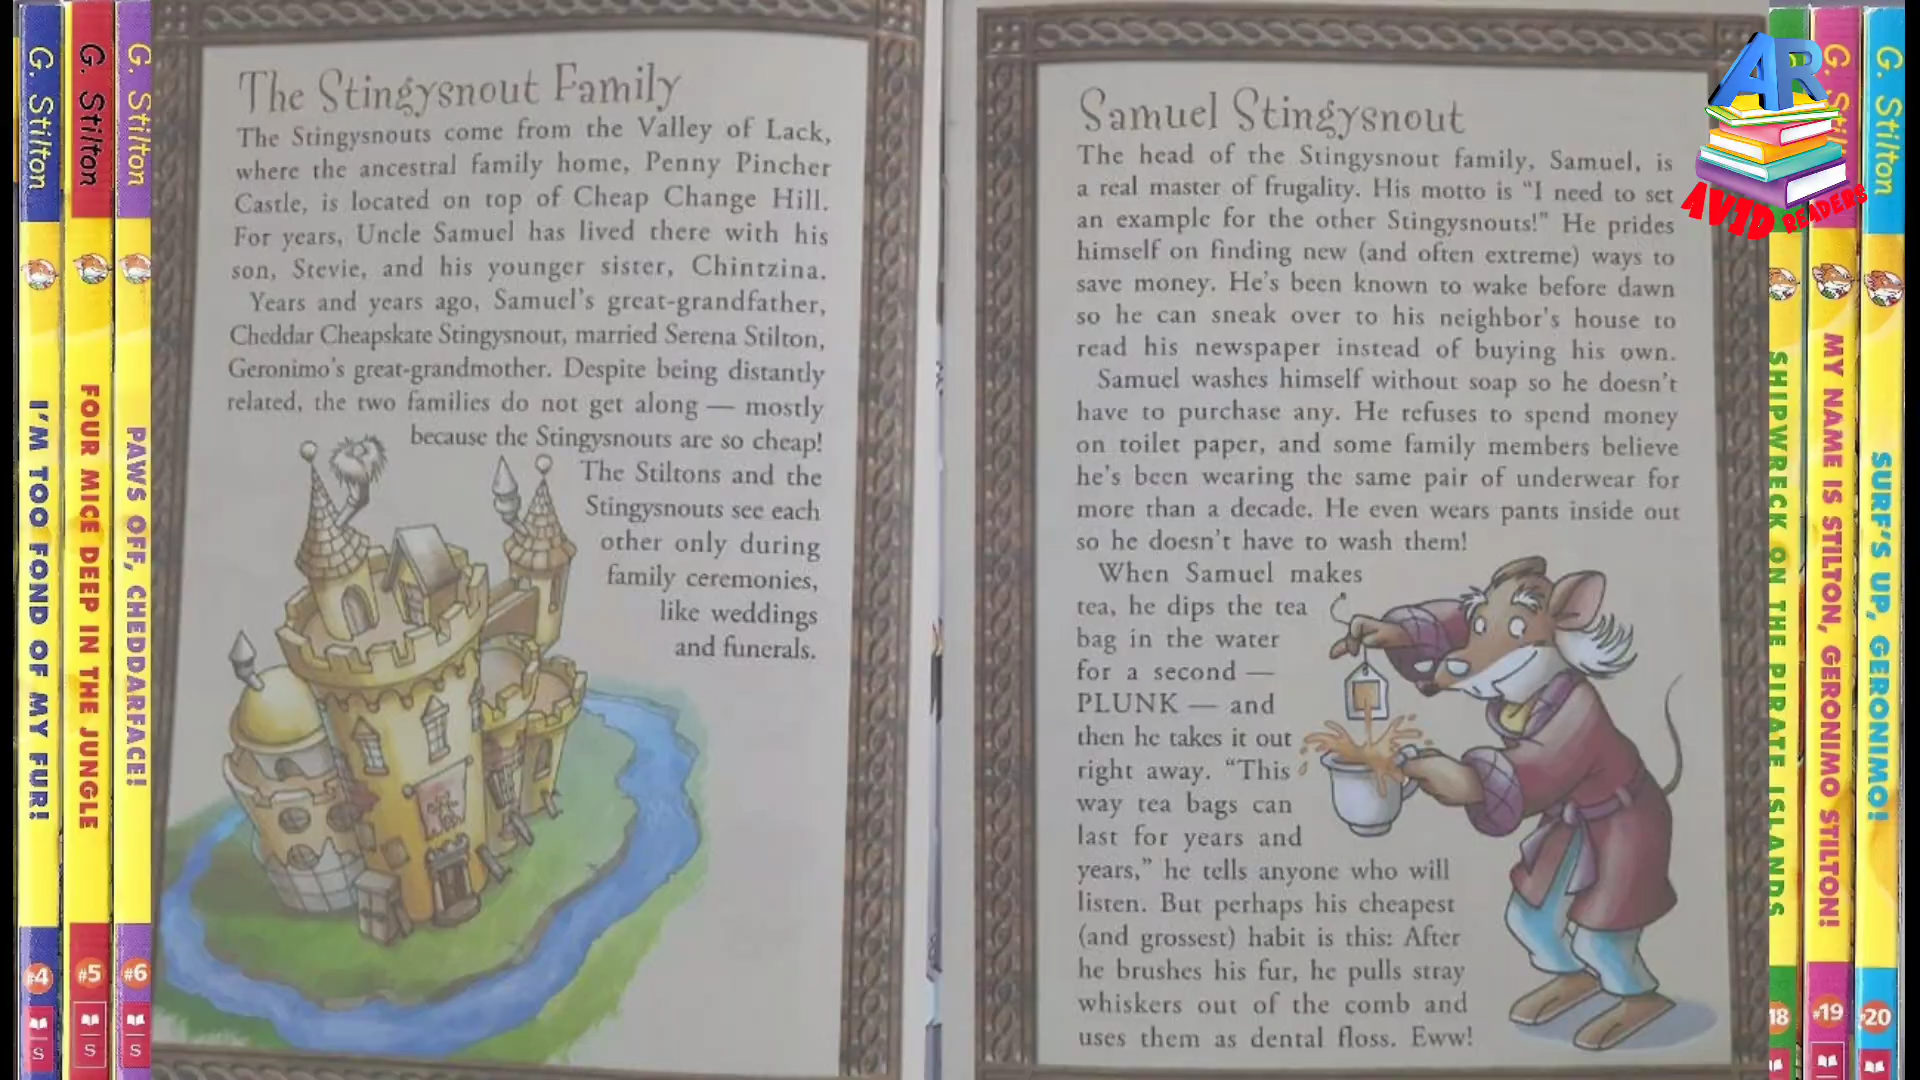 G. Stilton
I'M TOO FOND OF MY FUR!
#4
S
G. Stilton
FOUR MICE DEEP IN THE JUNGLE
#5
S
G. Stilton
PAWS OFF, CHEDDARFACE!
#6
S
The Stingysnout Family
The Stingysnouts come from the Valley of Lack,
where the ancestral family home, Penny Pincher
Castle, is located on top of Cheap Change Hill.
For years, Uncle Samuel has lived there with his
son, Stevie, and his younger sister, Chintzina.
Years and years ago, Samuel's great-grandfather,
Cheddar Cheapskate Stingysnout, married Serena Stilton,
Geronimo's great-grandmother. Despite being distantly
related, the two families do not get along — mostly
because the Stingysnouts are so cheap!
The Stiltons and the
Stingysnouts see each
other only during
family ceremonies,
like weddings
and funerals.
Samuel Stingysnout
The head of the Stingysnout family, Samuel, is
a real master of frugality. His motto is "I need to set
an example for the other Stingysnouts!" He prides
himself on finding new (and often extreme) ways to
save money. He's been known to wake before dawn
so he can sneak over to his neighbor's house to
read his newspaper instead of buying his own.
Samuel washes himself without soap so he doesn't
have to purchase any. He refuses to spend money
on toilet paper, and some family members believe
he's been wearing the same pair of underwear for
more than a decade. He even wears pants inside out
so he doesn't have to wash them!
When Samuel makes
tea, he dips the tea
bag in the water
for a second —
PLUNK — and
then he takes it out
right away. "This
way tea bags can
last for years and
years," he tells anyone who will
listen. But perhaps his cheapest
(and grossest) habit is this: After
he brushes his fur, he pulls stray
whiskers out of the comb and
uses them as dental floss. Eww!
AR
AVID READERS
SHIPWRECK ON THE PIRATE ISLANDS
18
G. Stilton
MY NAME IS STILTON, GERONIMO STILTON!
#19
G. Stilton
SURF'S UP, GERONIMO!
#20